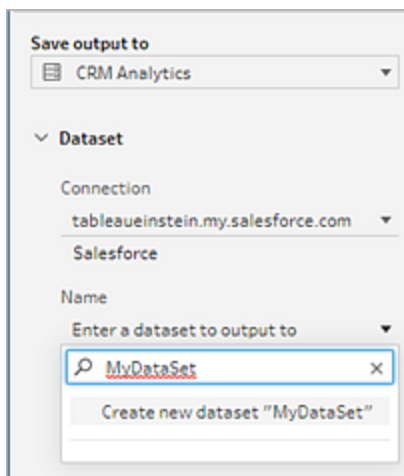 Save output to
CRM Analytics
Dataset
Connection
tableaueinstein.my.salesforce.com
Salesforce
Name
Enter a dataset to output to
MyDataSet
Create new dataset "MyDataSet"